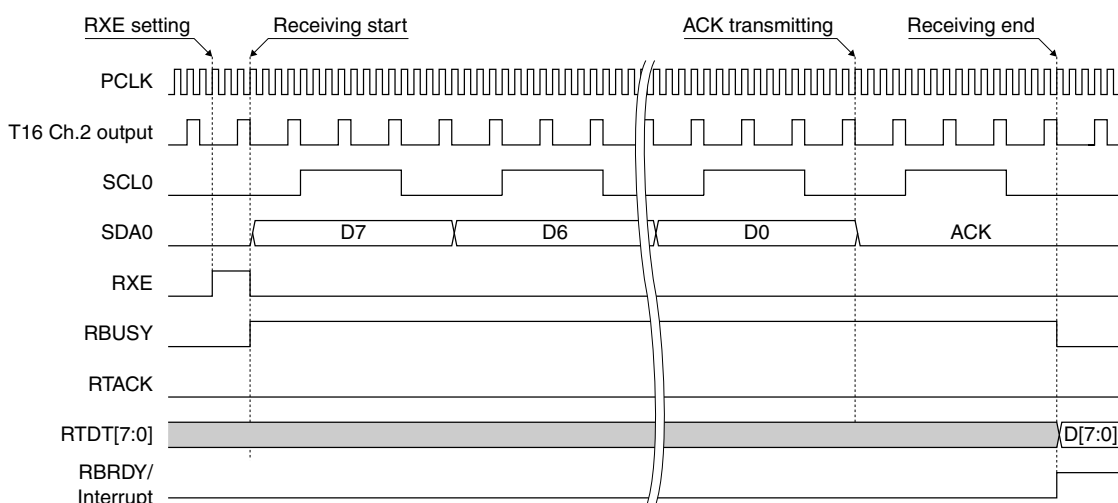 RXE setting Receiving start ACK transmitting Receiving end
PCLK
T16 Ch.2 output
SCL0
SDA0 D7 D6 D0 ACK
RXE
RBUSY
RTACK
RTDT[7:0] D[7:0]
RBRDY/
Interrupt